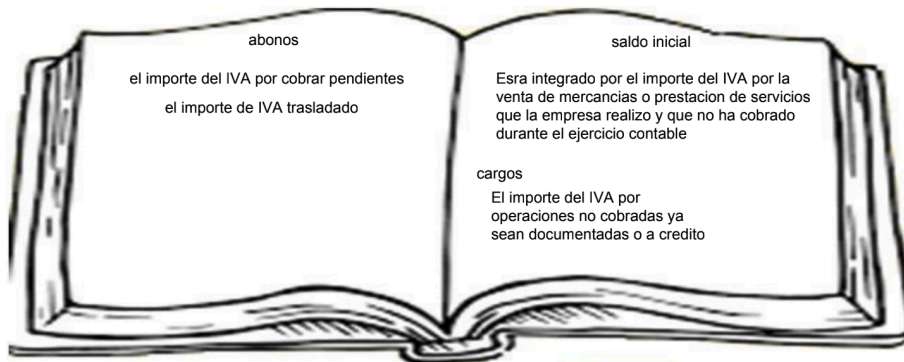 abonos
el importe del IVA por cobrar pendientes
el importe de IVA trasladado
saldo inicial
Esra integrado por el importe del IVA por la
venta de mercancias o prestacion de servicios
que la empresa realizo y que no ha cobrado
durante el ejercicio contable
cargos
El importe del IVA por
operaciones no cobradas ya
sean documentadas o a credito